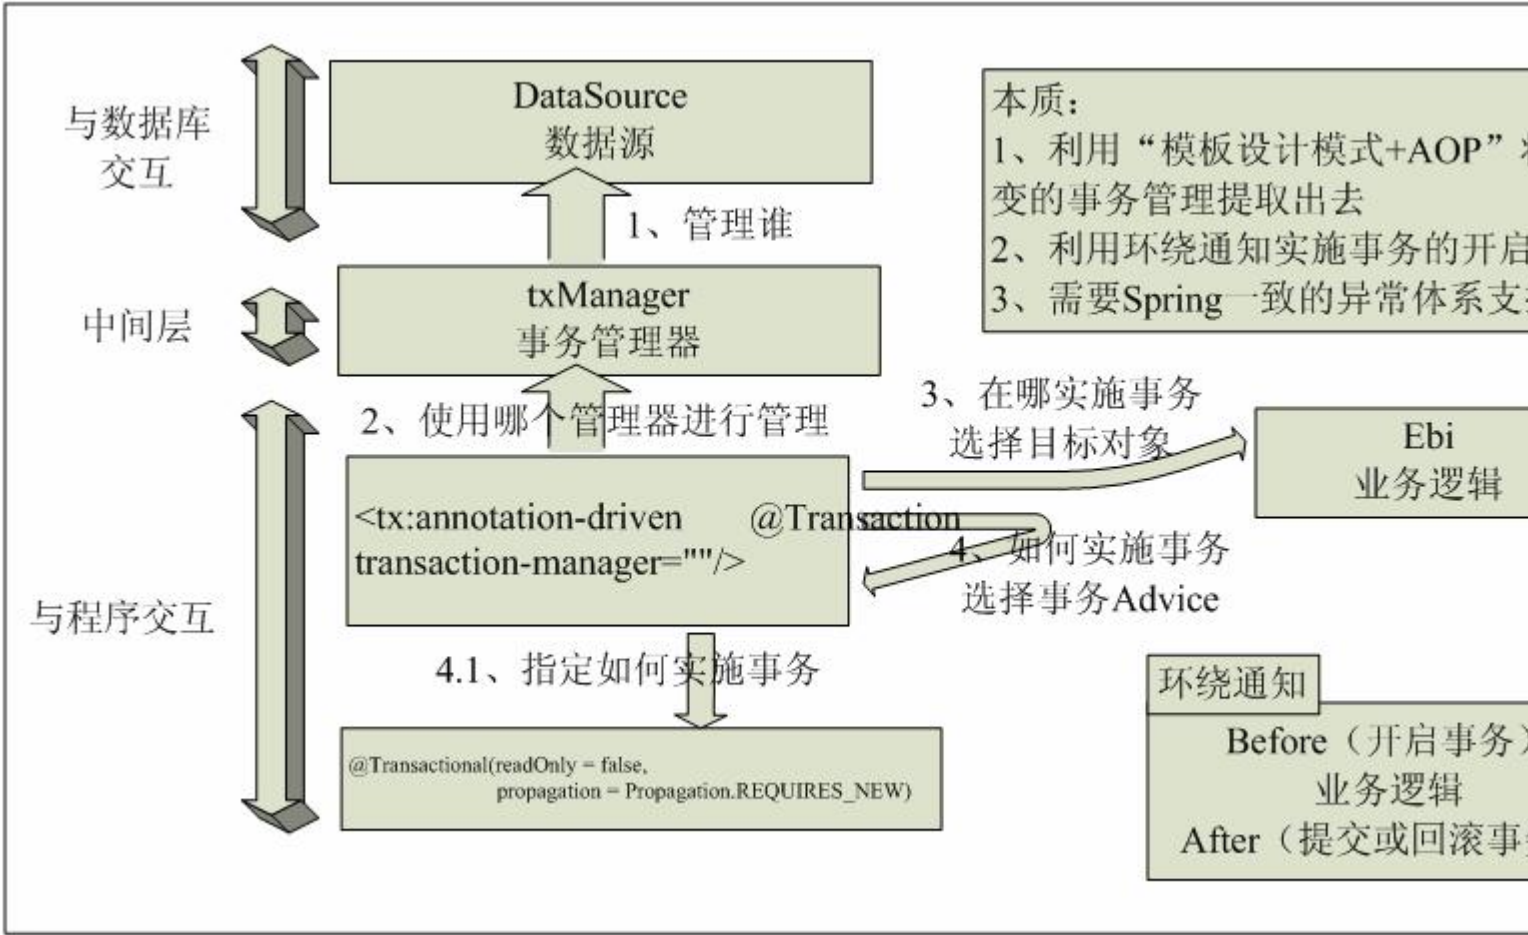 与数据库
交互
DataSource
数据源
1、管理谁
中间层
txManager
事务管理器
2、使用哪个管理器进行管理
与程序交互
<tx:annotation-driven
transaction-manager=""/>
@Transaction
3、在哪实施事务
选择目标对象
Ebi
业务逻辑
4、如何实施事务
选择事务Advice
4.1、指定如何实施事务
@Transactional(readOnly = false,
propagation = Propagation.REQUIRES_NEW)
本质：
1、利用“模板设计模式+AOP”
变的事务管理提取出去
2、利用环绕通知实施事务的开启
3、需要Spring一致的异常体系支
环绕通知
Before（开启事务）
业务逻辑
After（提交或回滚事